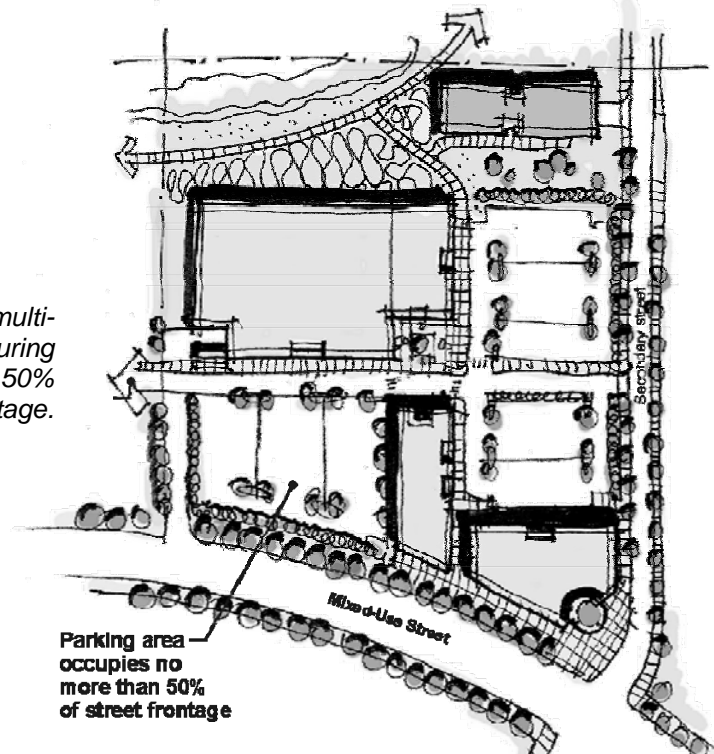 multi-
uring
50%
tage.
Secondary street
Mixed-Use Street
Parking area
occupies no
more than 50%
of street frontage